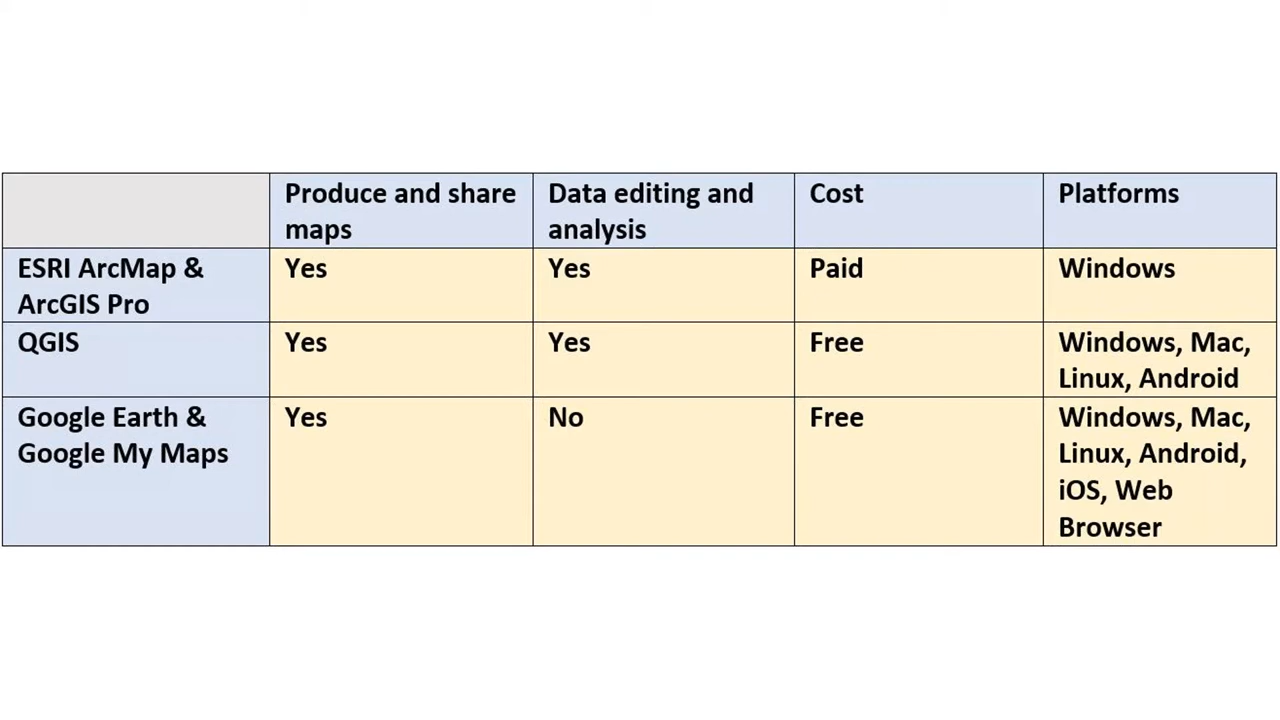 Produce and share maps
Data editing and analysis
Cost
Platforms
ESRI ArcMap &
ArcGIS Pro
Yes
Yes
Paid
Windows
QGIS
Yes
Yes
Free
Windows, Mac,
Linux, Android
Google Earth &
Google My Maps
Yes
No
Free
Windows, Mac,
Linux, Android,
iOS, Web
Browser